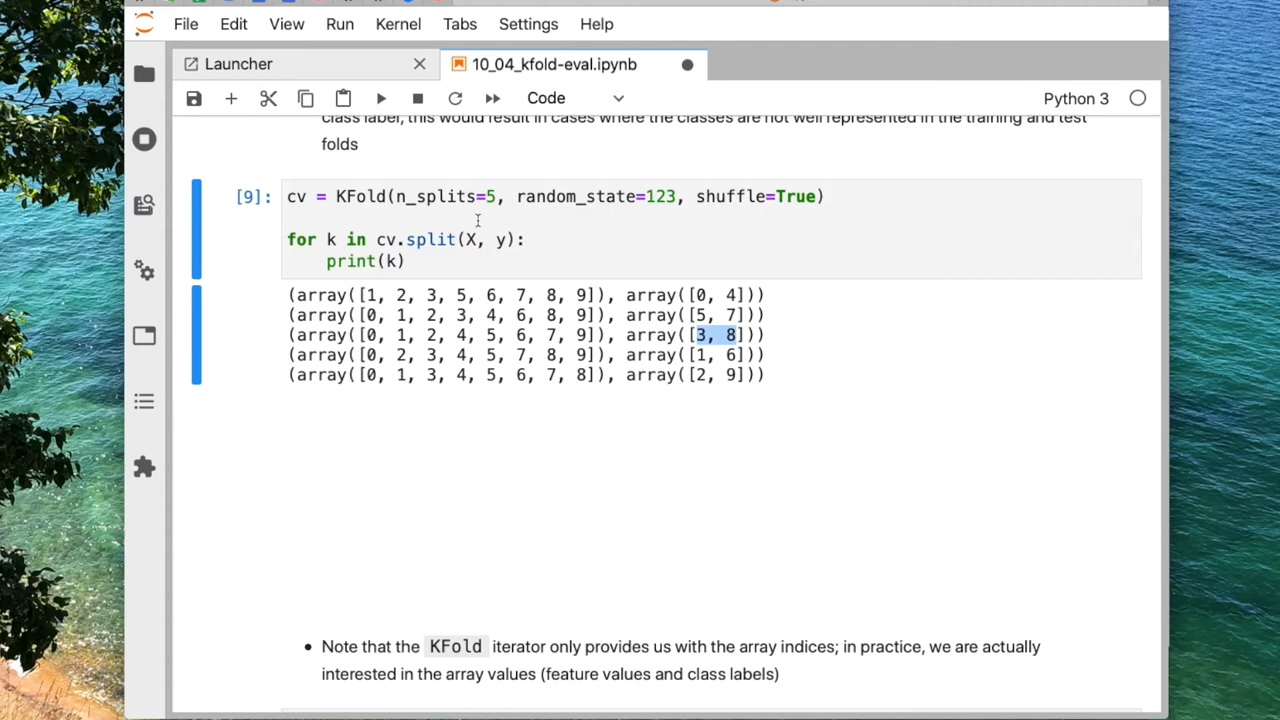 File Edit View Run Kernel Tabs Settings Help
Launcher 10_04_kfold-eval.ipynb
Code Python 3
class label, this would result in cases where the classes are not well represented in the training and test
folds
[9]: cv = KFold(n_splits=5, random_state=123, shuffle=True)
for k in cv.split(X, y):
print(k)
(array([1, 2, 3, 5, 6, 7, 8, 9]), array([0, 4]))
(array([0, 1, 2, 3, 4, 6, 8, 9]), array([5, 7]))
(array([0, 1, 2, 4, 5, 6, 7, 9]), array([3, 8]))
(array([0, 2, 3, 4, 5, 7, 8, 9]), array([1, 6]))
(array([0, 1, 3, 4, 5, 6, 7, 8]), array([2, 9]))
• Note that the KFold iterator only provides us with the array indices; in practice, we are actually
interested in the array values (feature values and class labels)